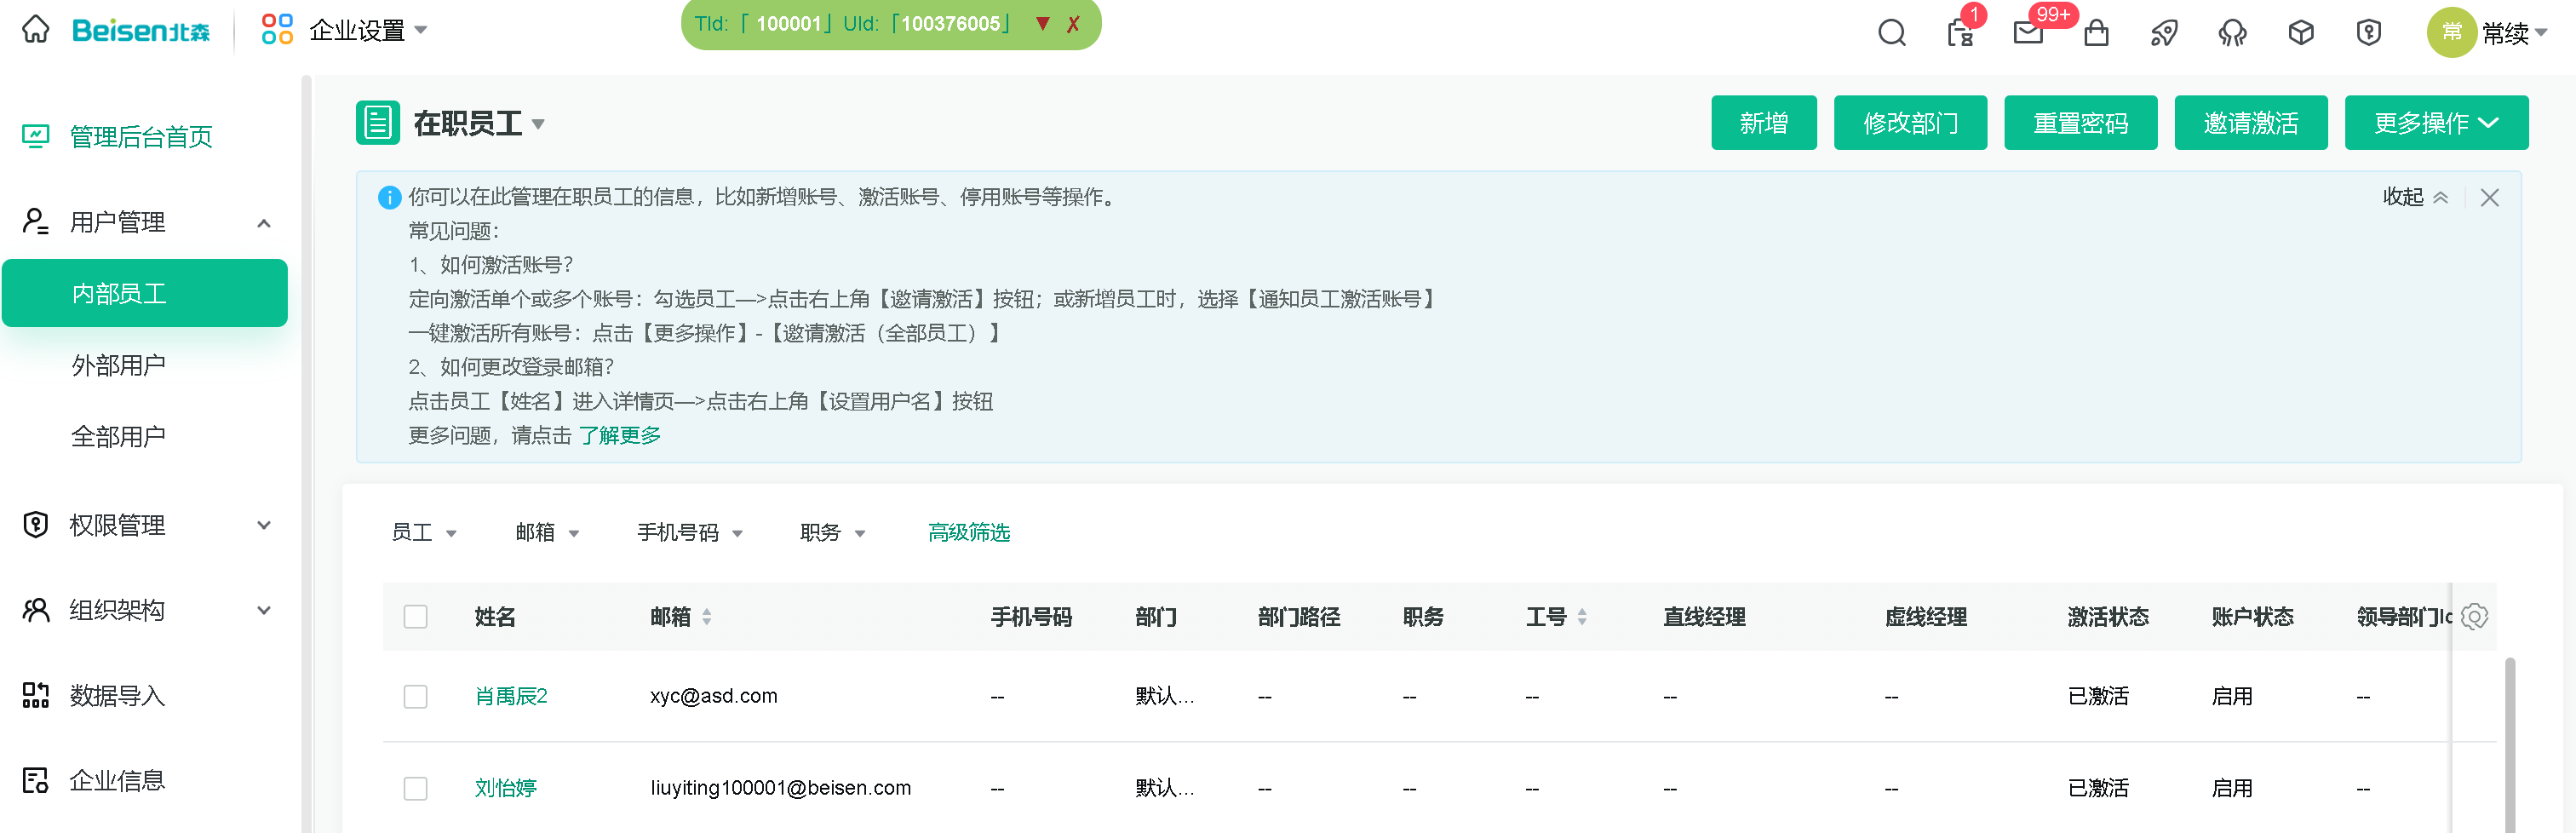 Beisen北森
企业设置
TId:「 100001」UId:「100376005」 ▼ ✗
1
99+
常
常续
管理后台首页
用户管理
内部员工
外部用户
全部用户
权限管理
组织架构
数据导入
企业信息
在职员工
新增
修改部门
重置密码
邀请激活
更多操作
你可以在此管理在职员工的信息，比如新增账号、激活账号、停用账号等操作。
收起
常见问题：
1、如何激活账号？
定向激活单个或多个账号：勾选员工—>点击右上角【邀请激活】按钮；或新增员工时，选择【通知员工激活账号】
一键激活所有账号：点击【更多操作】-【邀请激活（全部员工）】
2、如何更改登录邮箱？
点击员工【姓名】进入详情页—>点击右上角【设置用户名】按钮
更多问题，请点击 了解更多
员工 邮箱 手机号码 职务 高级筛选
姓名 邮箱 手机号码 部门 部门路径 职务 工号 直线经理 虚线经理 激活状态 账户状态 领导部门Ic
肖禹辰2 xyc@asd.com -- 默认... -- -- -- -- -- 已激活 启用 --
刘怡婷 liuyiting100001@beisen.com -- 默认... -- -- -- -- -- 已激活 启用 --